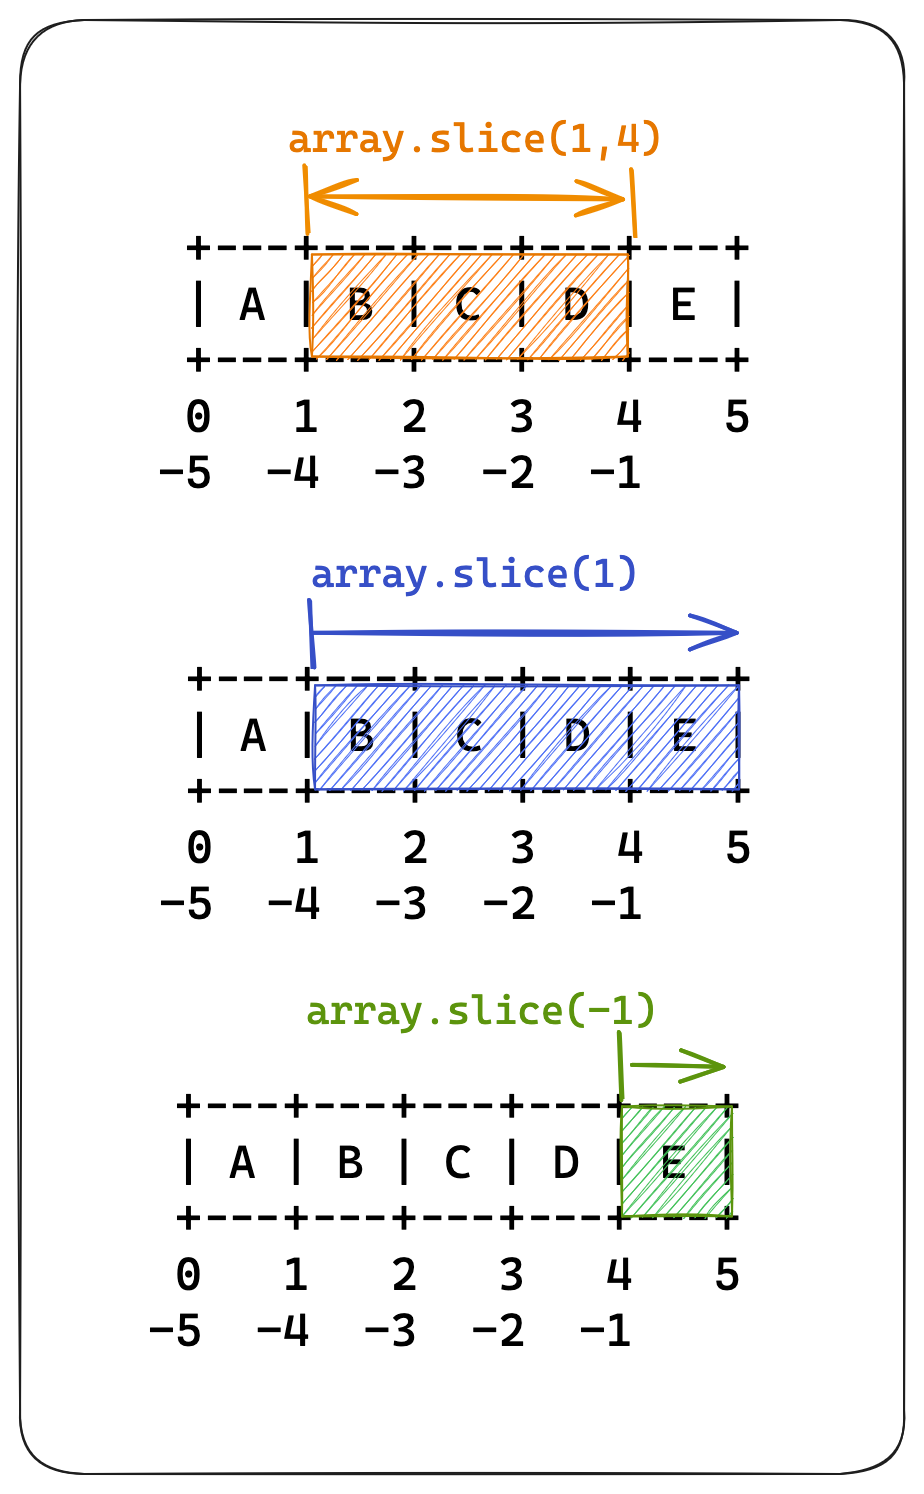 array.slice(1,4)
+----+----+----+----+----+
| A | B | C | D | E |
+----+----+----+----+----+
0 1 2 3 4 5
-5 -4 -3 -2 -1
array.slice(1)
+----+----+----+----+----+
| A | B | C | D | E |
+----+----+----+----+----+
0 1 2 3 4 5
-5 -4 -3 -2 -1
array.slice(-1)
+----+----+----+----+----+
| A | B | C | D | E |
+----+----+----+----+----+
0 1 2 3 4 5
-5 -4 -3 -2 -1